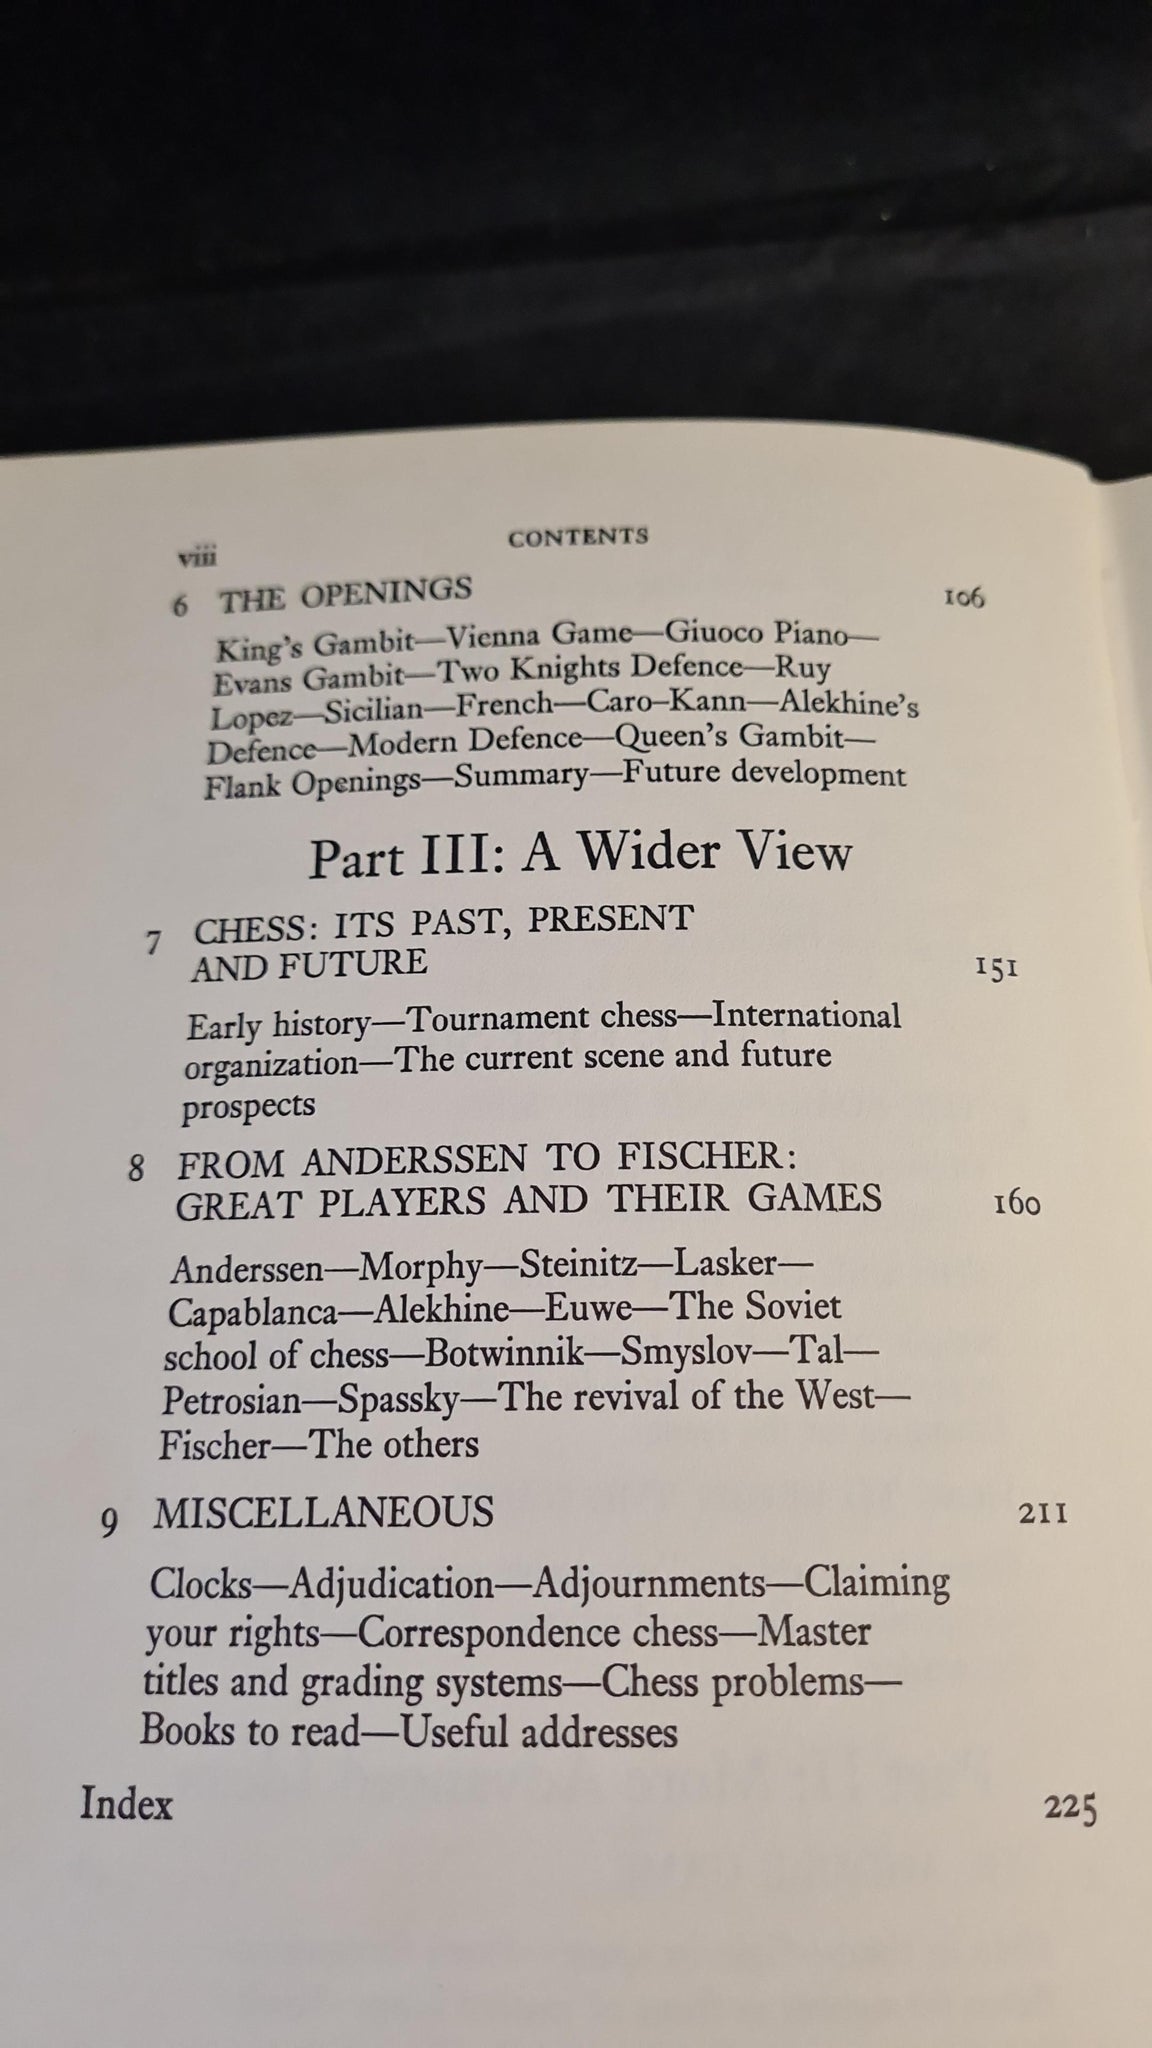 viii CONTENTS
6 THE OPENINGS 106
King's Gambit—Vienna Game—Giuoco Piano—
Evans Gambit—Two Knights Defence—Ruy
Lopez—Sicilian—French—Caro-Kann—Alekhine's
Defence—Modern Defence—Queen's Gambit—
Flank Openings—Summary—Future development
Part III: A Wider View
7 CHESS: ITS PAST, PRESENT
AND FUTURE 151
Early history—Tournament chess—International
organization—The current scene and future
prospects
8 FROM ANDERSSEN TO FISCHER:
GREAT PLAYERS AND THEIR GAMES 160
Anderssen—Morphy—Steinitz—Lasker—
Capablanca—Alekhine—Euwe—The Soviet
school of chess—Botwinnik—Smyslov—Tal—
Petrosian—Spassky—The revival of the West—
Fischer—The others
9 MISCELLANEOUS 211
Clocks—Adjudication—Adjournments—Claiming
your rights—Correspondence chess—Master
titles and grading systems—Chess problems—
Books to read—Useful addresses
Index 225